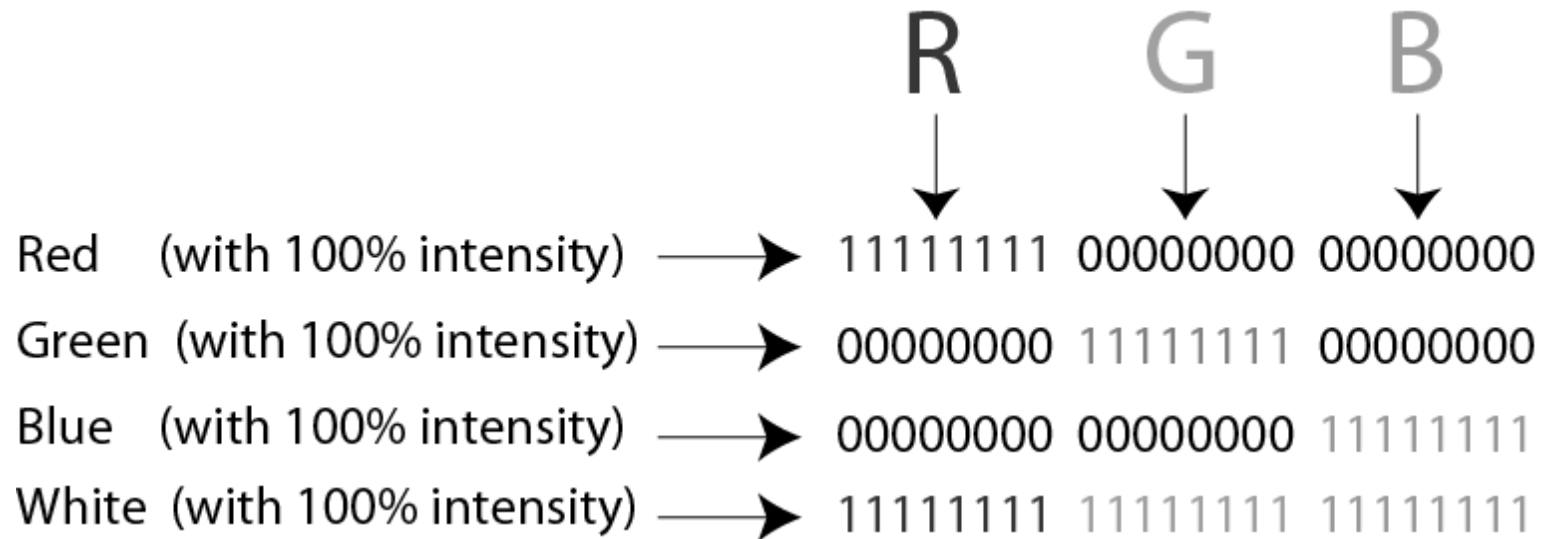 R G B
Red (with 100% intensity) 11111111 00000000 00000000
Green (with 100% intensity) 00000000 11111111 00000000
Blue (with 100% intensity) 00000000 00000000 11111111
White (with 100% intensity) 11111111 11111111 11111111